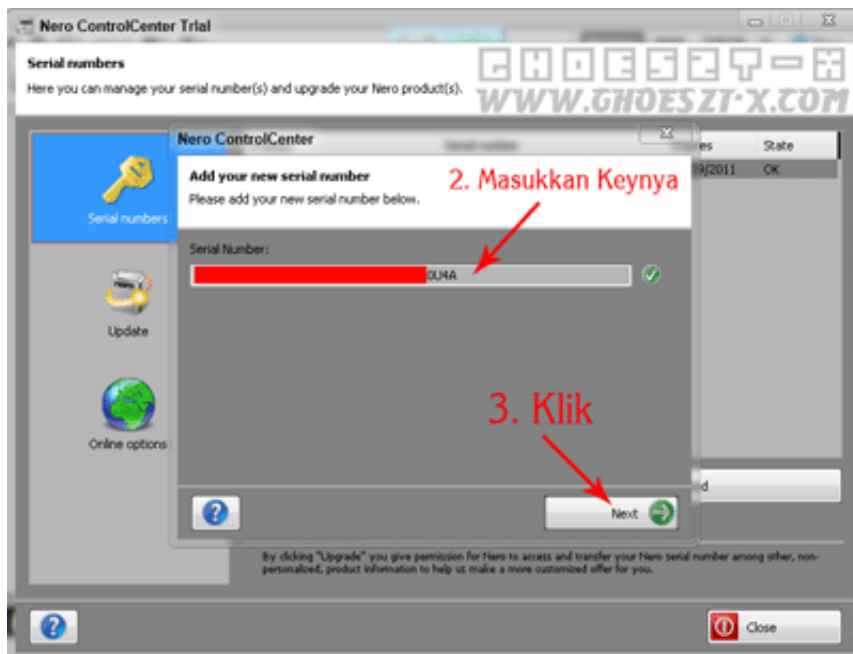 Nero ControlCenter Trial
Serial numbers
Here you can manage your serial number(s) and upgrade your Nero product(s).
GHOESZT-X
WWW.GHOESZT-X.COM
Nero ControlCenter
Serial number
State
Add your new serial number
Please add your new serial number below.
2. Masukkan Keynya
09/2011 OK
Serial numbers
Serial Number:
0U4A
Update
3. Klik
Online options
Next
By clicking "Upgrade" you give permission for Nero to access and transfer your Nero serial number among other, non-
personalized, product information to help us make a more customized offer for you.
Close